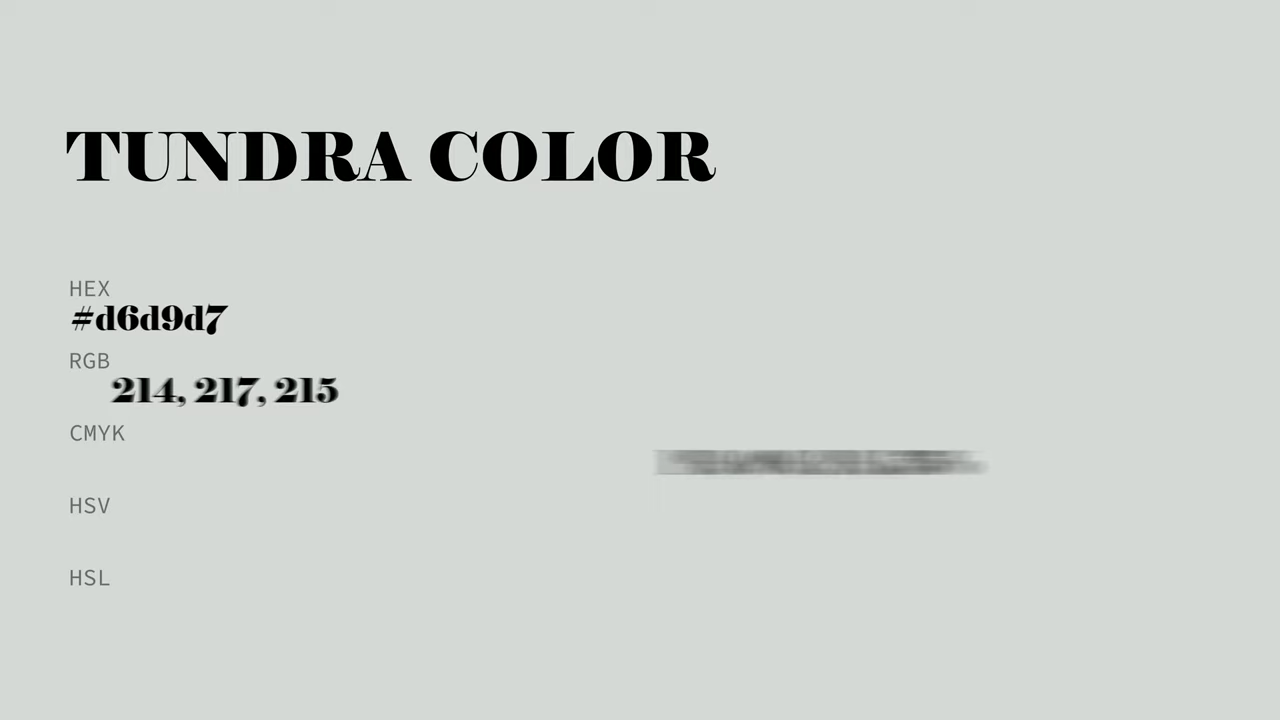 TUNDRA COLOR
HEX
#d6d9d7
RGB
214, 217, 215
CMYK
HSV
HSL